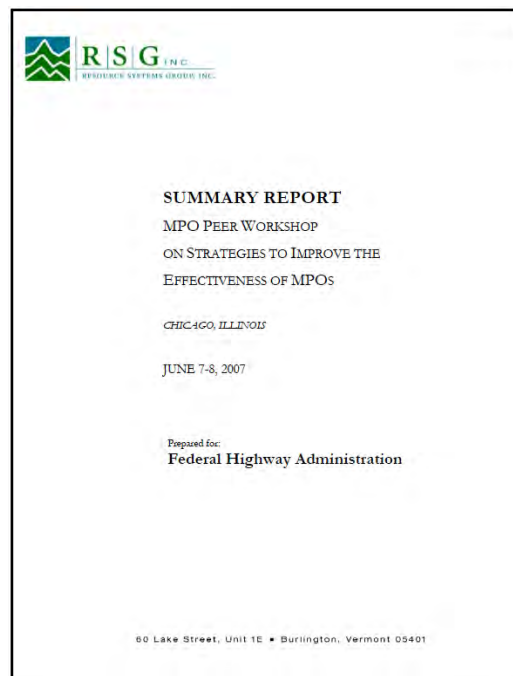 R|S|G INC
RESOURCE SYSTEMS GROUP, INC.
SUMMARY REPORT
MPO PEER WORKSHOP
ON STRATEGIES TO IMPROVE THE
EFFECTIVENESS OF MPOS
CHICAGO, ILLINOIS
JUNE 7-8, 2007
Prepared for:
Federal Highway Administration
60 Lake Street, Unit 1E • Burlington, Vermont 05401